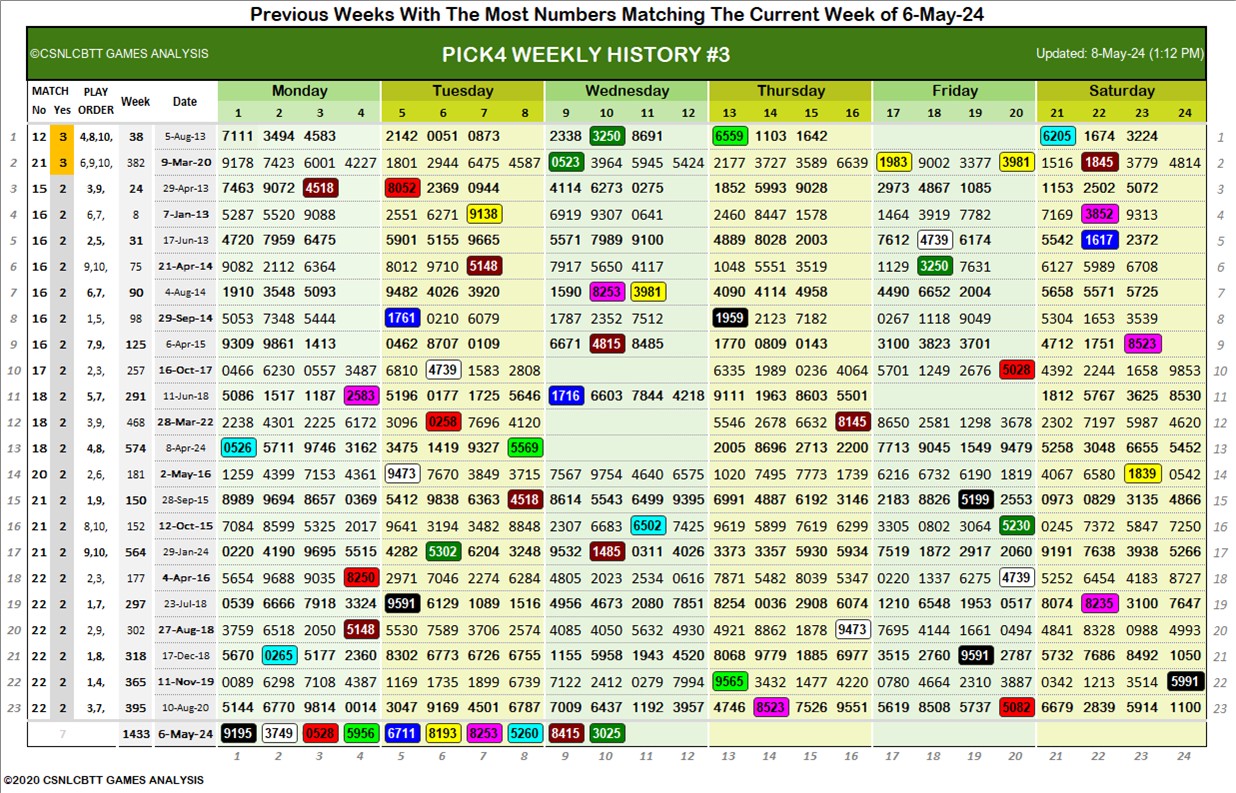 Previous Weeks With The Most Numbers Matching The Current Week of 6-May-24
©CSNLCBTT GAMES ANALYSIS PICK4 WEEKLY HISTORY #3 Updated: 8-May-24 (1:12 PM)
MATCH PLAY Week Date Monday Tuesday Wednesday Thursday Friday Saturday
No Yes ORDER 1 2 3 4 5 6 7 8 9 10 11 12 13 14 15 16 17 18 19 20 21 22 23 24
1 12 3 4,8,10, 38 5-Aug-13 7111 3494 4583 2142 0051 0873 2338 3250 8691 6559 1103 1642 6205 1674 3224 1
2 21 3 6,9,10, 382 9-Mar-20 9178 7423 6001 4227 1801 2944 6475 4587 0523 3964 5945 5424 2177 3727 3589 6639 1983 9002 3377 3981 1516 1845 3779 4814 2
3 15 2 3,9, 24 29-Apr-13 7463 9072 4518 8052 2369 0944 4114 6273 0275 1852 5993 9028 2973 4867 1085 1153 2502 5072 3
4 16 2 6,7, 8 7-Jan-13 5287 5520 9088 2551 6271 9138 6919 9307 0641 2460 8447 1578 1464 3919 7782 7169 3852 9313 4
5 16 2 2,5, 31 17-Jun-13 4720 7959 6475 5901 5155 9665 5571 7989 9100 4889 8028 2003 7612 4739 6174 5542 1617 2372 5
6 16 2 9,10, 75 21-Apr-14 9082 2112 6364 8012 9710 5148 7917 5650 4117 1048 5551 3519 1129 3250 7631 6127 5989 6708 6
7 16 2 6,7, 90 4-Aug-14 1910 3548 5093 9482 4026 3920 1590 8253 3981 4090 4114 4958 4490 6652 2004 5658 5571 5725 7
8 16 2 1,5, 98 29-Sep-14 5053 7348 5444 1761 0210 6079 1787 2352 7512 1959 2123 7182 0267 1118 9049 5304 1653 3539 8
9 16 2 7,9, 125 6-Apr-15 9309 9861 1413 0462 8707 0109 6671 4815 8485 1770 0809 0143 3100 3823 3701 4712 1751 8523 9
10 17 2 2,3, 257 16-Oct-17 0466 6230 0557 3487 6810 4739 1583 2808 6335 1989 0236 4064 5701 1249 2676 5028 4392 2244 1658 9853 10
11 18 2 5,7, 291 11-Jun-18 5086 1517 1187 2583 5196 0177 1725 5646 1716 6603 7844 4218 9111 1963 8603 5501 1812 5767 3625 8530 11
12 18 2 3,9, 468 28-Mar-22 2238 4301 2225 6172 3096 0258 7696 4120 5546 2678 6632 8145 8650 2581 1298 3678 2302 7197 5987 4620 12
13 18 2 4,8, 574 8-Apr-24 0526 5711 9746 3162 3475 1419 9327 5569 2005 8696 2713 2200 7713 9045 1549 9479 5258 3048 6655 5452 13
14 20 2 2,6, 181 2-May-16 1259 4399 7153 4361 9473 7670 3849 3715 7567 9754 4640 6575 1020 7495 7773 1739 6216 6732 6190 1819 4067 6580 1839 0542 14
15 21 2 1,9, 150 28-Sep-15 8989 9694 8657 0369 5412 9838 6363 4518 8614 5543 6499 9395 6991 4887 6192 3146 2183 8826 5199 2553 0973 0829 3135 4866 15
16 21 2 8,10, 152 12-Oct-15 7084 8599 5325 2017 9641 3194 3482 8848 2307 6683 6502 7425 9619 5899 7619 6299 3305 0802 3064 5230 0245 7372 5847 7250 16
17 21 2 9,10, 564 29-Jan-24 0220 4190 9695 5515 4282 5302 6204 3248 9532 1485 0311 4026 3373 3357 5930 5934 7519 1872 2917 2060 9191 7638 3938 5266 17
18 22 2 2,3, 177 4-Apr-16 5654 9688 9035 8250 2971 7046 2274 6284 4805 2023 2534 0616 7871 5482 8039 5347 0220 1337 6275 4739 5252 6454 4183 8727 18
19 22 2 1,7, 297 23-Jul-18 0539 6666 7918 3324 9591 6129 1089 1516 4956 4673 2080 7851 8254 0036 2908 6074 1210 6548 1953 0517 8074 8235 3100 7647 19
20 22 2 2,9, 302 27-Aug-18 3759 6518 2050 5148 5530 7589 3706 2574 4085 4050 5632 4930 4921 8862 1878 9473 7695 4144 1661 0494 4841 8328 0988 4993 20
21 22 2 1,8, 318 17-Dec-18 5670 0265 5177 2360 8302 6773 6726 6755 1155 5958 1943 4520 8068 9779 1885 6977 3515 2760 9591 2787 5732 7686 8492 1050 21
22 22 2 1,4, 365 11-Nov-19 0089 6298 7108 4387 1169 1735 1899 6739 7122 2412 0279 7994 9565 3432 1477 4220 0780 4664 2310 3887 0342 1213 3514 5991 22
23 22 2 3,7, 395 10-Aug-20 5144 6770 9814 0014 3047 9169 4501 6787 7009 6437 1192 3957 4746 8523 7526 9551 5619 8508 5737 5082 6679 2839 5914 1100 23
7 1433 6-May-24 9195 3749 0528 5956 6711 8193 8253 5260 8415 3025
1 2 3 4 5 6 7 8 9 10 11 12 13 14 15 16 17 18 19 20 21 22 23 24
©2020 CSNLCBTT GAMES ANALYSIS